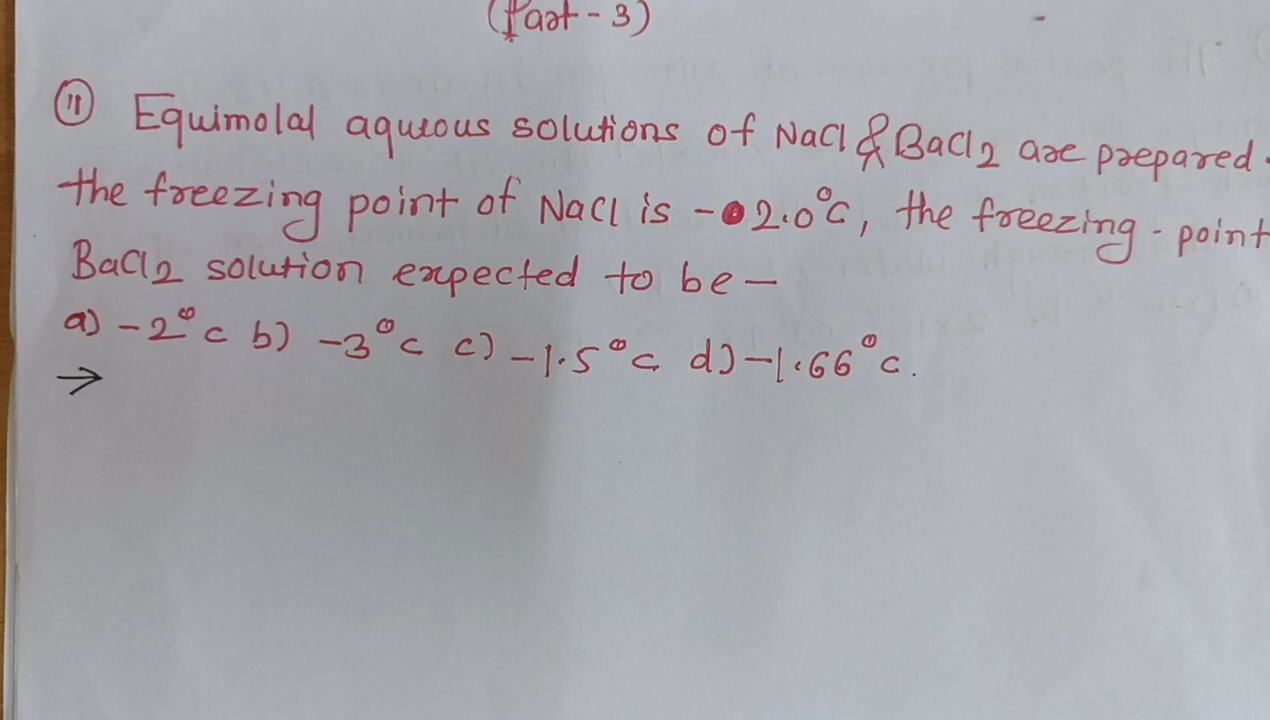 (Part - 3)
⑪ Equimolal aqueous solutions of NaCl & BaCl2 are prepared.
the freezing point of NaCl is -2.0°C, the freezing-point
BaCl2 solution expected to be —
a) -2°C b) -3°C c) -1.5°C d) -1.66°C.
→